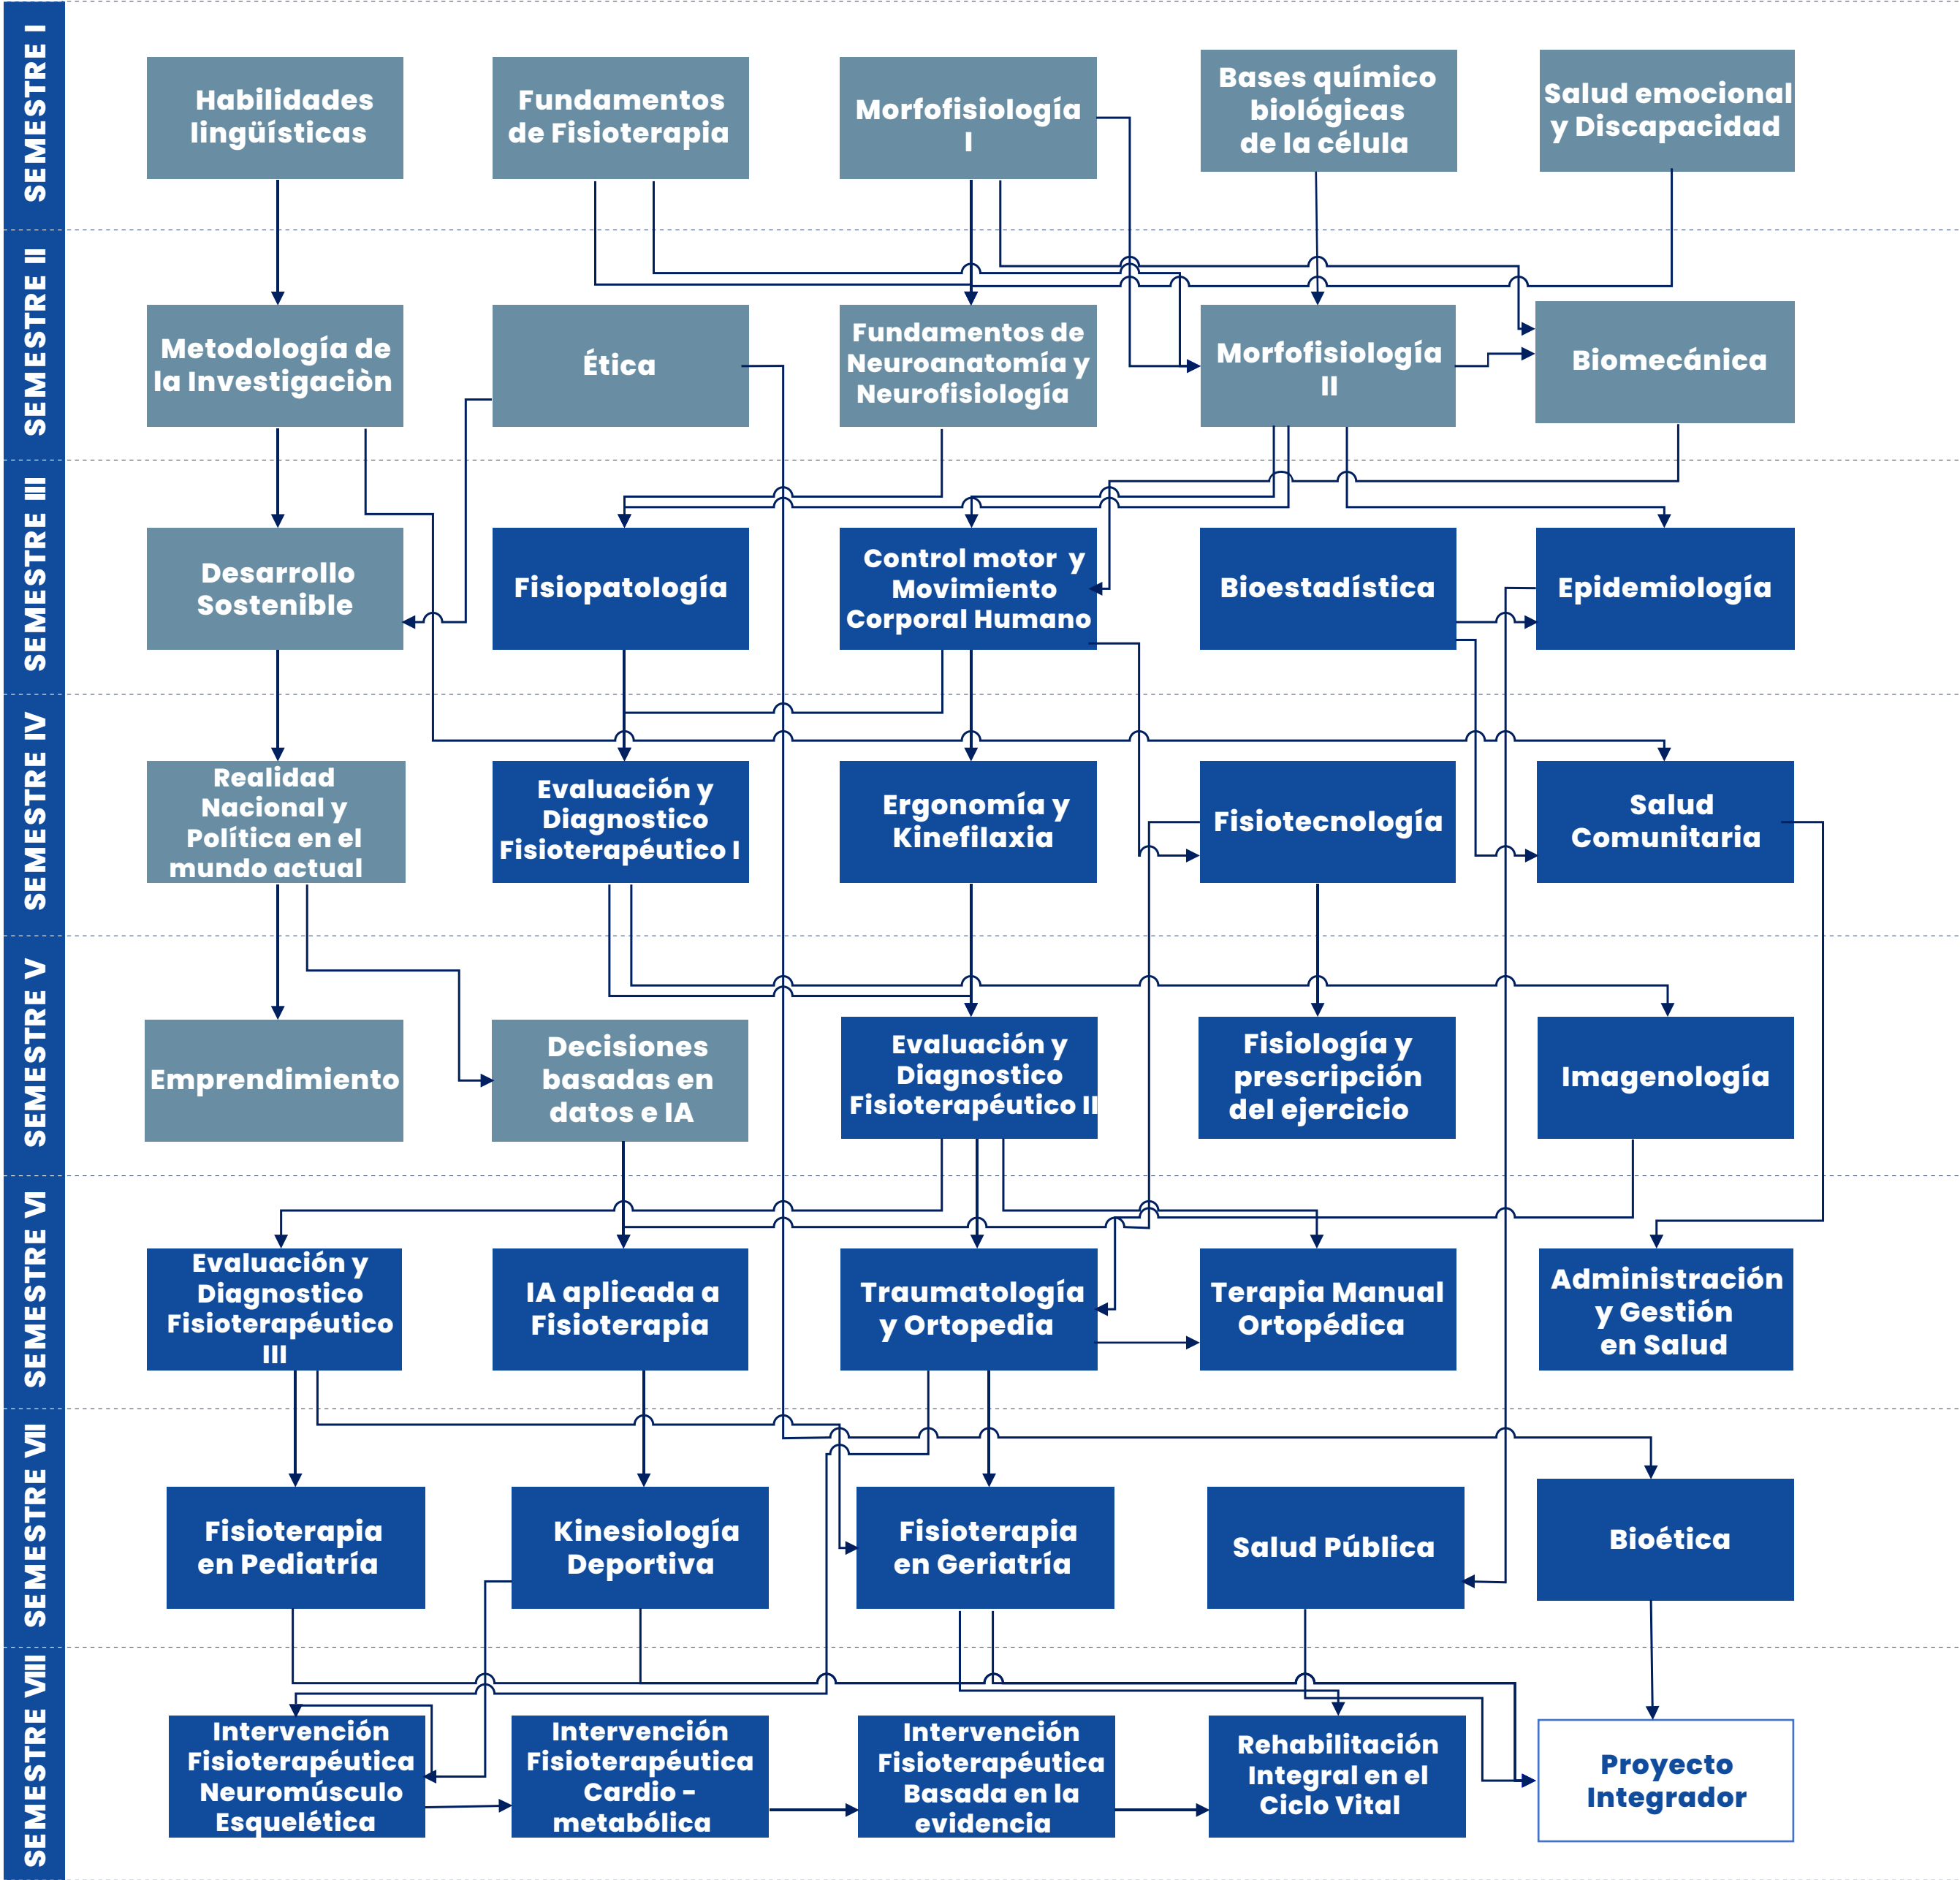 SEMESTRE I
Habilidades
lingüísticas
Fundamentos
de Fisioterapia
Morfofisiología
I
Bases químico
biológicas
de la célula
Salud emocional
y Discapacidad
SEMESTRE II
Metodología de
la Investigaciòn
Ética
Fundamentos de
Neuroanatomía y
Neurofisiología
Morfofisiología
II
Biomecánica
SEMESTRE III
Desarrollo
Sostenible
Fisiopatología
Control motor y
Movimiento
Corporal Humano
Bioestadística
Epidemiología
SEMESTRE IV
Realidad
Nacional y
Política en el
mundo actual
Evaluación y
Diagnostico
Fisioterapéutico I
Ergonomía y
Kinefilaxia
Fisiotecnología
Salud
Comunitaria
SEMESTRE V
Emprendimiento
Decisiones
basadas en
datos e IA
Evaluación y
Diagnostico
Fisioterapéutico II
Fisiología y
prescripción
del ejercicio
Imagenología
SEMESTRE VI
Evaluación y
Diagnostico
Fisioterapéutico
III
IA aplicada a
Fisioterapia
Traumatología
y Ortopedia
Terapia Manual
Ortopédica
Administración
y Gestión
en Salud
SEMESTRE VII
Fisioterapia
en Pediatría
Kinesiología
Deportiva
Fisioterapia
en Geriatría
Salud Pública
Bioética
SEMESTRE VIII
Intervención
Fisioterapéutica
Neuromúsculo
Esquelética
Intervención
Fisioterapéutica
Cardio -
metabólica
Intervención
Fisioterapéutica
Basada en la
evidencia
Rehabilitación
Integral en el
Ciclo Vital
Proyecto
Integrador